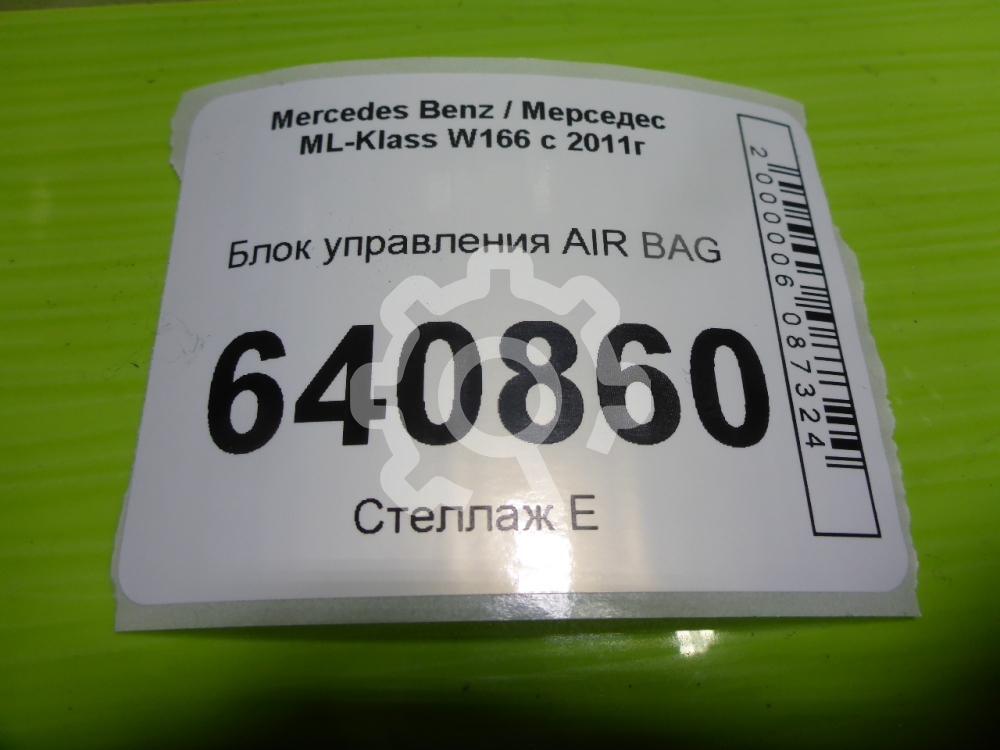 Mercedes Benz / Мерседес
ML-Klass W166 с 2011г
Блок управления AIR BAG
640860
Стеллаж Е
2000006087324